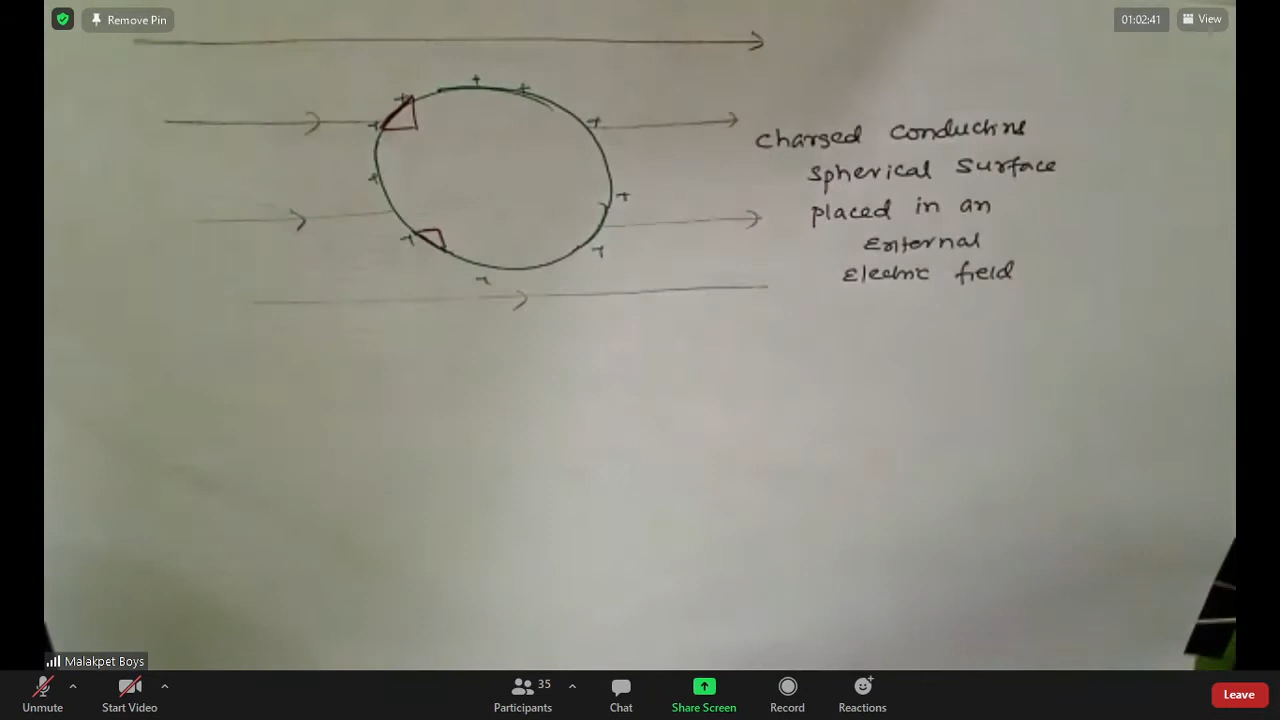 Remove Pin
01:02:41
View
Charged Conducting
Spherical Surface
placed in an
External
Electric field
Malakpet Boys
Unmute
Start Video
Participants
35
Chat
Share Screen
Record
Reactions
Leave